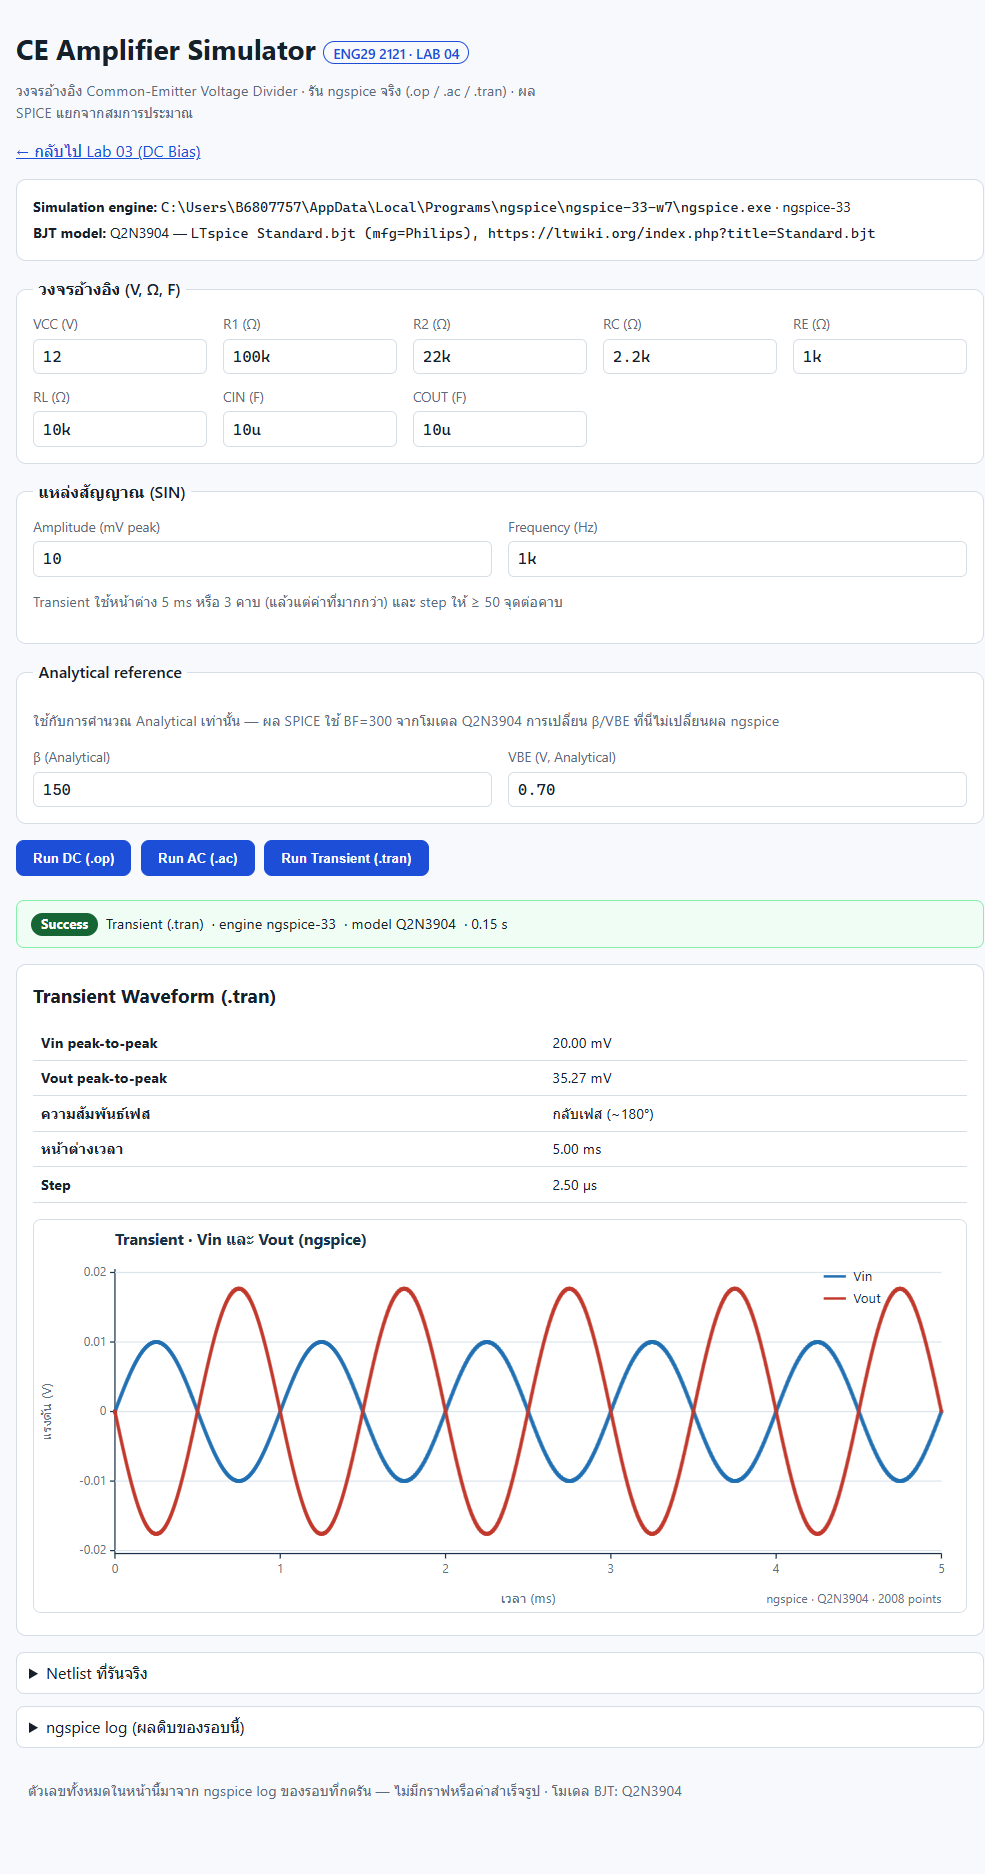 CE Amplifier Simulator ENG29 2121 · LAB 04
วงจรอ้างอิง Common-Emitter Voltage Divider · รัน ngspice จริง (.op / .ac / .tran) · ผล
SPICE แยกจากสมการประมาณ
← กลับไป Lab 03 (DC Bias)
Simulation engine: C:\Users\B6807757\AppData\Local\Programs\ngspice\ngspice-33-w7\ngspice.exe · ngspice-33
BJT model: Q2N3904 — LTspice Standard.bjt (mfg=Philips), https://ltwiki.org/index.php?title=Standard.bjt
วงจรอ้างอิง (V, Ω, F)
VCC (V) R1 (Ω) R2 (Ω) RC (Ω) RE (Ω)
12 100k 22k 2.2k 1k
RL (Ω) CIN (F) COUT (F)
10k 10u 10u
แหล่งสัญญาณ (SIN)
Amplitude (mV peak) Frequency (Hz)
10 1k
Transient ใช้หน้าต่าง 5 ms หรือ 3 คาบ (แล้วแต่ค่าที่มากกว่า) และ step ให้ ≥ 50 จุดต่อคาบ
Analytical reference
ใช้กับการคำนวณ Analytical เท่านั้น — ผล SPICE ใช้ BF=300 จากโมเดล Q2N3904 การเปลี่ยน β/VBE ที่นี่ไม่เปลี่ยนผล ngspice
β (Analytical) VBE (V, Analytical)
150 0.70
Run DC (.op) Run AC (.ac) Run Transient (.tran)
Success Transient (.tran) · engine ngspice-33 · model Q2N3904 · 0.15 s
Transient Waveform (.tran)
Vin peak-to-peak 20.00 mV
Vout peak-to-peak 35.27 mV
ความสัมพันธ์เฟส กลับเฟส (~180°)
หน้าต่างเวลา 5.00 ms
Step 2.50 µs
Transient · Vin และ Vout (ngspice)
Vin
Vout
0.02
0.01
0
-0.01
-0.02
แรงดัน (V)
0 1 2 3 4 5
เวลา (ms)
ngspice · Q2N3904 · 2008 points
▶ Netlist ที่รันจริง
▶ ngspice log (ผลดิบของรอบนี้)
ตัวเลขทั้งหมดในหน้านี้มาจาก ngspice log ของรอบที่กดรัน — ไม่มีกราฟหรือค่าสำเร็จรูป · โมเดล BJT: Q2N3904